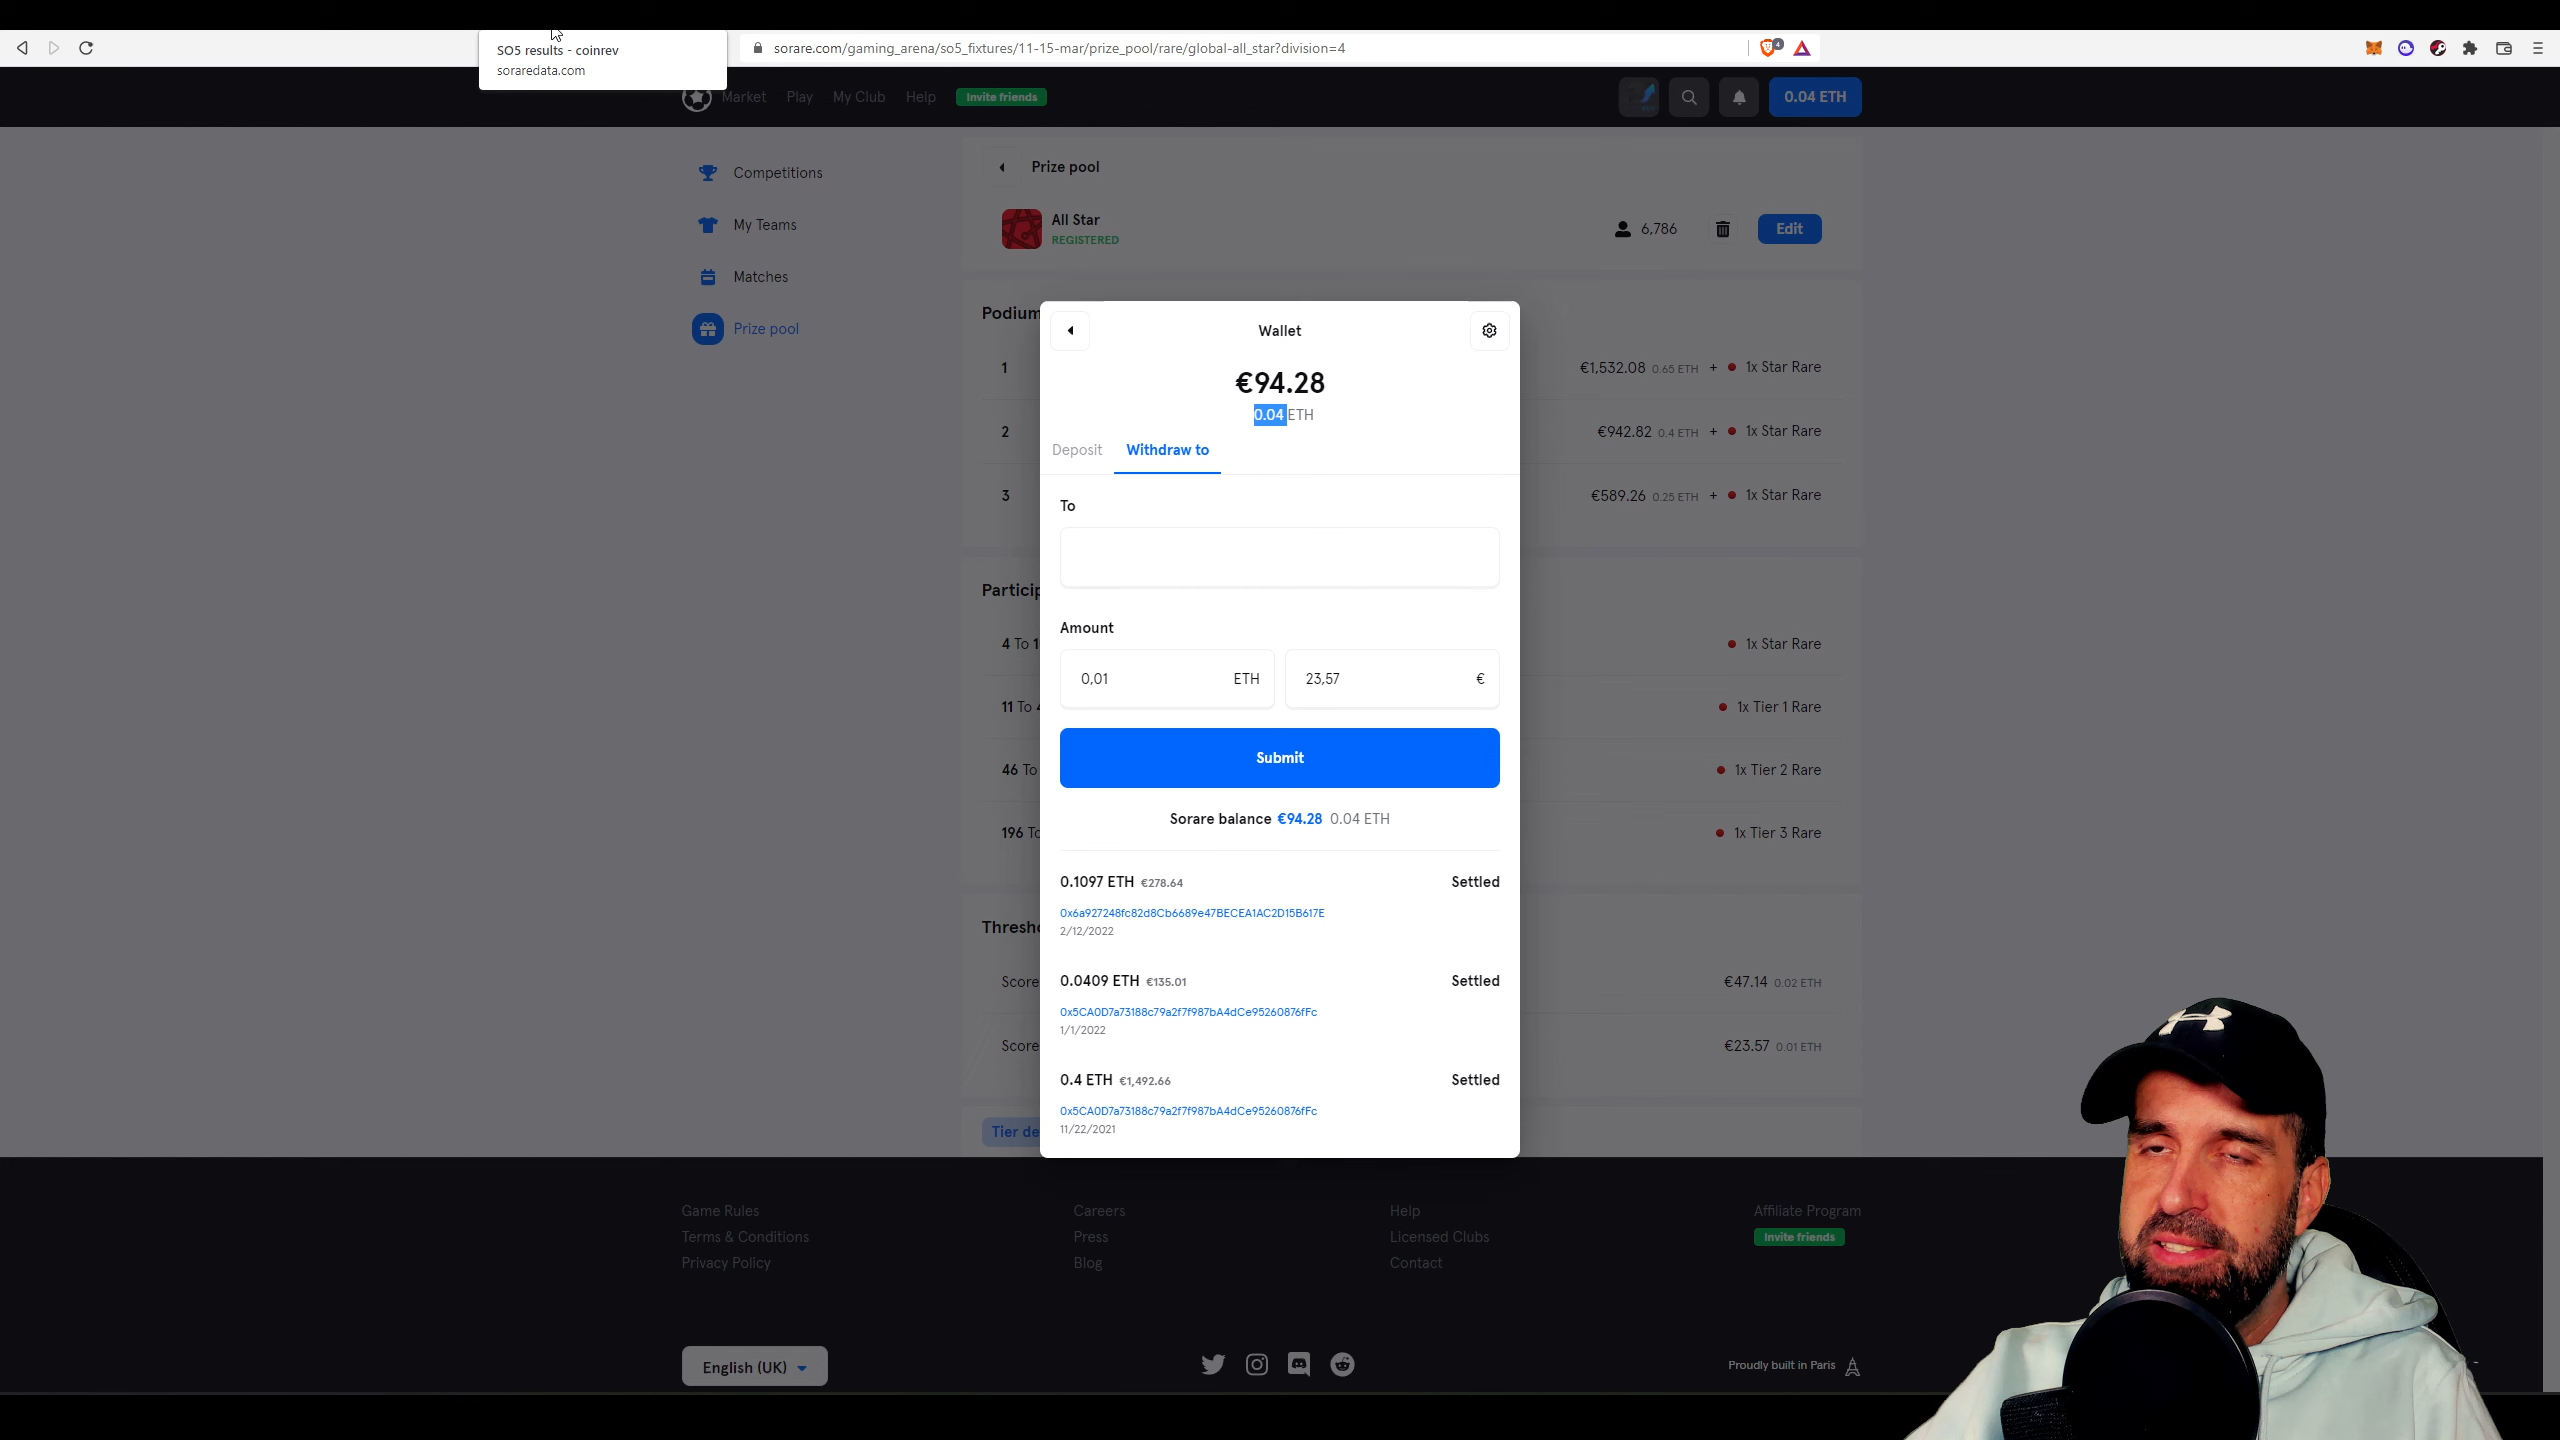 SO5 results - coinrev
soraredata.com
sorare.com/gaming_arena/so5_fixtures/11-15-mar/prize_pool/rare/global-all_star?division=4
4
Market Play My Club Help Invite friends
0.04 ETH
Competitions
My Teams
Matches
Prize pool
Prize pool
All Star
REGISTERED
6,786
Edit
Podium
1 €1,532.08 0.65 ETH + 1x Star Rare
2 €942.82 0.4 ETH + 1x Star Rare
3 €589.26 0.25 ETH + 1x Star Rare
4 To 1x Star Rare
11 To 1x Tier 1 Rare
46 To 1x Tier 2 Rare
196 To 1x Tier 3 Rare
Score €47.14 0.02 ETH
Score €23.57 0.01 ETH
Wallet
€94.28
0.04 ETH
Deposit Withdraw to
To
Amount
0,01 ETH 23,57 €
Submit
Sorare balance €94.28 0.04 ETH
0.1097 ETH €278.64 Settled
0x6a927248fc82d8Cb6689e47BECEA1AC2D15B617E
2/12/2022
0.0409 ETH €135.01 Settled
0x5CA0D7a73188c79a2f7f987bA4dCe95260876fFc
1/1/2022
0.4 ETH €1,492.66 Settled
0x5CA0D7a73188c79a2f7f987bA4dCe95260876fFc
11/22/2021
Game Rules
Terms & Conditions
Privacy Policy
Careers
Press
Blog
Help
Licensed Clubs
Contact
Affiliate Program
Invite friends
English (UK)
Proudly built in Paris